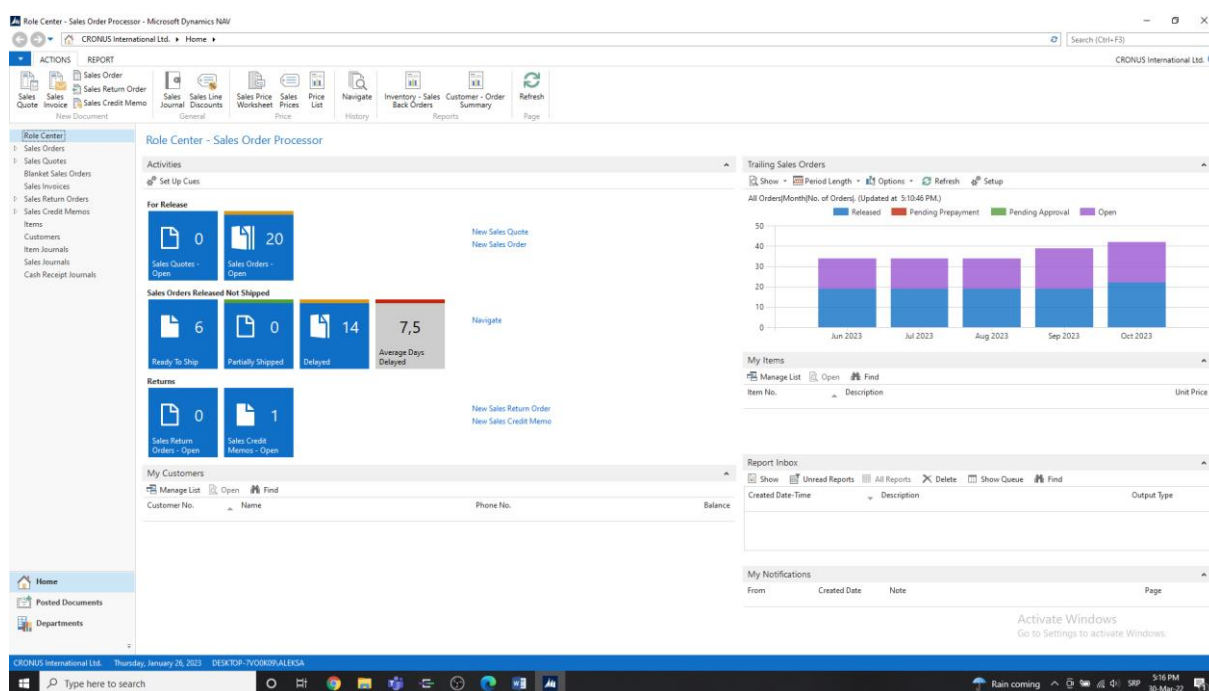 Role Center - Sales Order Processor - Microsoft Dynamics NAV
CRONUS International Ltd. Home
Search (Ctrl+F3)
ACTIONS REPORT
CRONUS International Ltd.
Sales Quote
Sales Invoice
Sales Order
Sales Return Order
Sales Credit Memo
New Document
Sales Journal
Sales Line Discounts
General
Sales Price Worksheet
Sales Prices
Price List
Price
Navigate
History
Inventory - Sales Back Orders
Customer - Order Summary
Reports
Refresh
Page
Role Center
Sales Orders
Sales Quotes
Blanket Sales Orders
Sales Invoices
Sales Return Orders
Sales Credit Memos
Items
Customers
Item Journals
Sales Journals
Cash Receipt Journals
Home
Posted Documents
Departments
Role Center - Sales Order Processor
Activities
Set Up Cues
For Release
0
Sales Quotes - Open
20
Sales Orders - Open
New Sales Quote
New Sales Order
Sales Orders Released Not Shipped
6
Ready To Ship
0
Partially Shipped
14
Delayed
7,5
Average Days Delayed
Navigate
Returns
0
Sales Return Orders - Open
1
Sales Credit Memos - Open
New Sales Return Order
New Sales Credit Memo
My Customers
Manage List Open Find
Customer No. Name Phone No. Balance
Trailing Sales Orders
Show Period Length Options Refresh Setup
All Orders|Month|No. of Orders|. (Updated at 5:10:46 PM.)
Released Pending Prepayment Pending Approval Open
50
40
30
20
10
0
Jun 2023 Jul 2023 Aug 2023 Sep 2023 Oct 2023
My Items
Manage List Open Find
Item No. Description Unit Price
Report Inbox
Show Unread Reports All Reports Delete Show Queue Find
Created Date-Time Description Output Type
My Notifications
From Created Date Note Page
Activate Windows
Go to Settings to activate Windows.
CRONUS International Ltd. Thursday, January 26, 2023 DESKTOP-7VO0K09\ALEKSA
Type here to search
Rain coming
SRP
5:16 PM
30-Mar-22